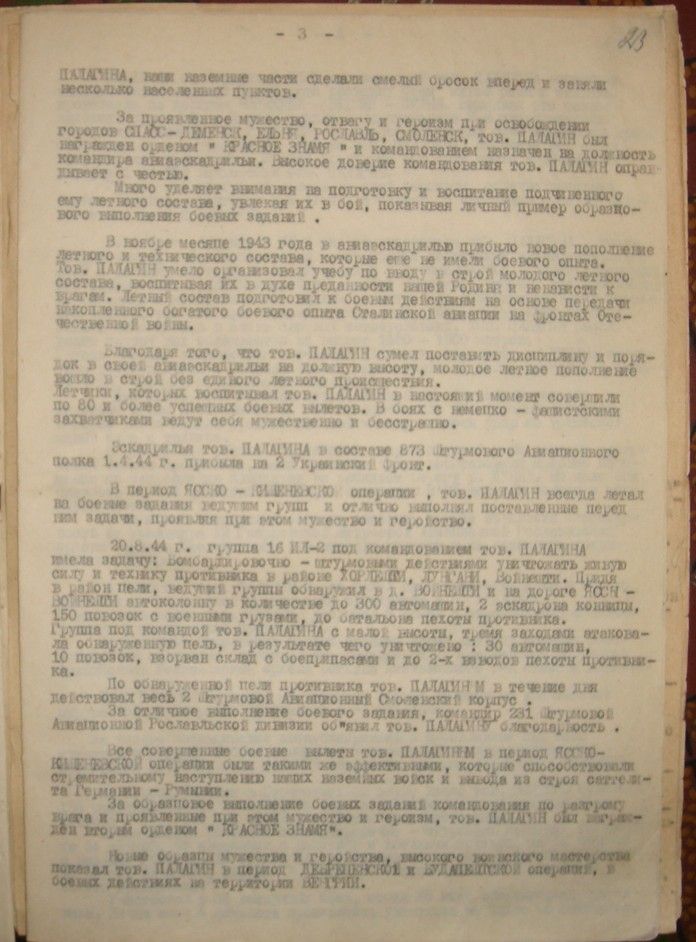 - 3 -
23
ПАЛАГИНА, наши наземные части сделали смелый бросок вперед и заняли
несколько населенных пунктов.
За проявленное мужество, отвагу и героизм при освобождении
городов СПАСС-ДЕМЕНСК, ЕЛЬНЯ, РОСЛАВЛЬ, СМОЛЕНСК, тов. ПАЛАГИН был
награжден орденом " КРАСНОЕ ЗНАМЯ " и командованием назначен на должность
командира авиаэскадрильи. Высокое доверие командования тов. ПАЛАГИН оправ-
дывает с честью.
Много уделяет внимания на подготовку и воспитание подчиненного
ему летного состава, увлекая их в бой, показывая личный пример образцо-
вого выполнения боевых заданий .
В ноябре месяце 1943 года в авиаэскадрилью прибыло новое пополнение
летного и технического состава, которые еще не имели боевого опыта.
Тов. ПАЛАГИН умело организовал учебу по вводу в строй молодого летного
состава, воспитывая их в духе преданности нашей Родине и ненависти к
врагам. Летный состав подготовил к боевым действиям на основе передачи
накопленного богатого боевого опыта Сталинской авиации на фронтах Оте-
чественной войны.
Благодаря того, что тов. ПАЛАГИН сумел поставить дисциплину и поря-
док в своей авиаэскадрильи на должную высоту, молодое летное пополнение
вошло в строй без единого летного происшествия.
Летчики, которых воспитывал тов. ПАЛАГИН в настоящий момент совершили
по 80 и более успешных боевых вылетов. В боях с немецко - фашистскими
захватчиками ведут себя мужественно и бесстрашно.
Эскадрилья тов. ПАЛАГИНА в составе 873 Штурмового Авиационного
полка 1.4.44 г. прибыла на 2 Украинский фронт.
В период ЯССКО - КИШЕНЕВСКОЙ операции , тов. ПАЛАГИН всегда летал
на боевые задания ведущим групп и отлично выполнял поставленные перед
ним задачи, проявляя при этом мужество и геройство.
20.8.44 г. группа 16 ИЛ-2 под командованием тов. ПАЛАГИНА
имела задачу: Бомбардировочно - штурмовыми действиями уничтожать живую
силу и технику противника в районе ХОРЛЕШТИ, ЛУНГАНИ, Войнешти. Придя
в район цели, ведущий группы обнаружил в д. ВОЙНЕШТИ и на дороге ЯССЫ -
ВОЙНЕШТИ автоколонну в количестве до 300 автомашин, 2 эскадрона конницы,
150 повозок с военными грузами, до батальона пехоты противника.
Группа под командой тов. ПАЛАГИНА с малой высоты, тремя заходами атакова-
ла обнаруженную цель, в результате чего уничтожено : 30 автомашин,
10 повозок, взорван склад с боеприпасами и до 2-х взводов пехоты противни-
ка.
По обнаруженной цели противника тов. ПАЛАГИНЫМ в течение дня
действовал весь 2 Штурмовой Авиационный Смоленский корпус .
За отличное выполнение боевого задания, командир 231 Штурмовой
Авиационной Рославльской дивизии об"явил тов. ПАЛАГИНУ благодарность .
Все совершенные боевые вылеты тов. ПАЛАГИНЫМ в период ЯССКО-
КИШЕНЕВСКОЙ операции были такими же эффективными, которые способствовали
стремительному наступлению наших наземных войск и вывода из строя саттели-
та Германии - Румынии.
За образцовое выполнение боевых заданий командования по разгрому
врага и проявленные при этом мужество и героизм, тов. ПАЛАГИН был награж-
ден вторым орденом " КРАСНОЕ ЗНАМЯ".
Новые образцы мужества и геройства, высокого воинского мастерства
показал тов. ПАЛАГИН в период ДЕБРЕЦЕНСКОЙ и БУДАПЕШТСКОЙ операций, в
боевых действиях на территории ВЕНГРИИ.